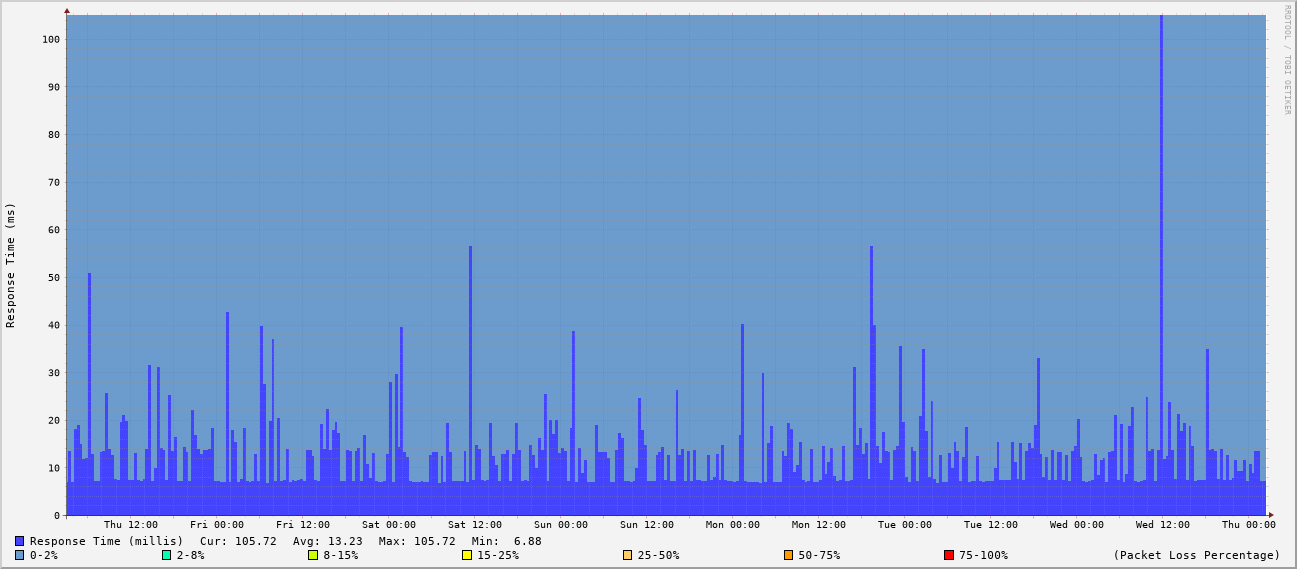 RRDTOOL / TOBI OETIKER
Response Time (ms)
100
90
80
70
60
50
40
30
20
10
0
Thu 12:00 Fri 00:00 Fri 12:00 Sat 00:00 Sat 12:00 Sun 00:00 Sun 12:00 Mon 00:00 Mon 12:00 Tue 00:00 Tue 12:00 Wed 00:00 Wed 12:00 Thu 00:00
Response Time (millis) Cur: 105.72 Avg: 13.23 Max: 105.72 Min: 6.88
0-2% 2-8% 8-15% 15-25% 25-50% 50-75% 75-100% (Packet Loss Percentage)